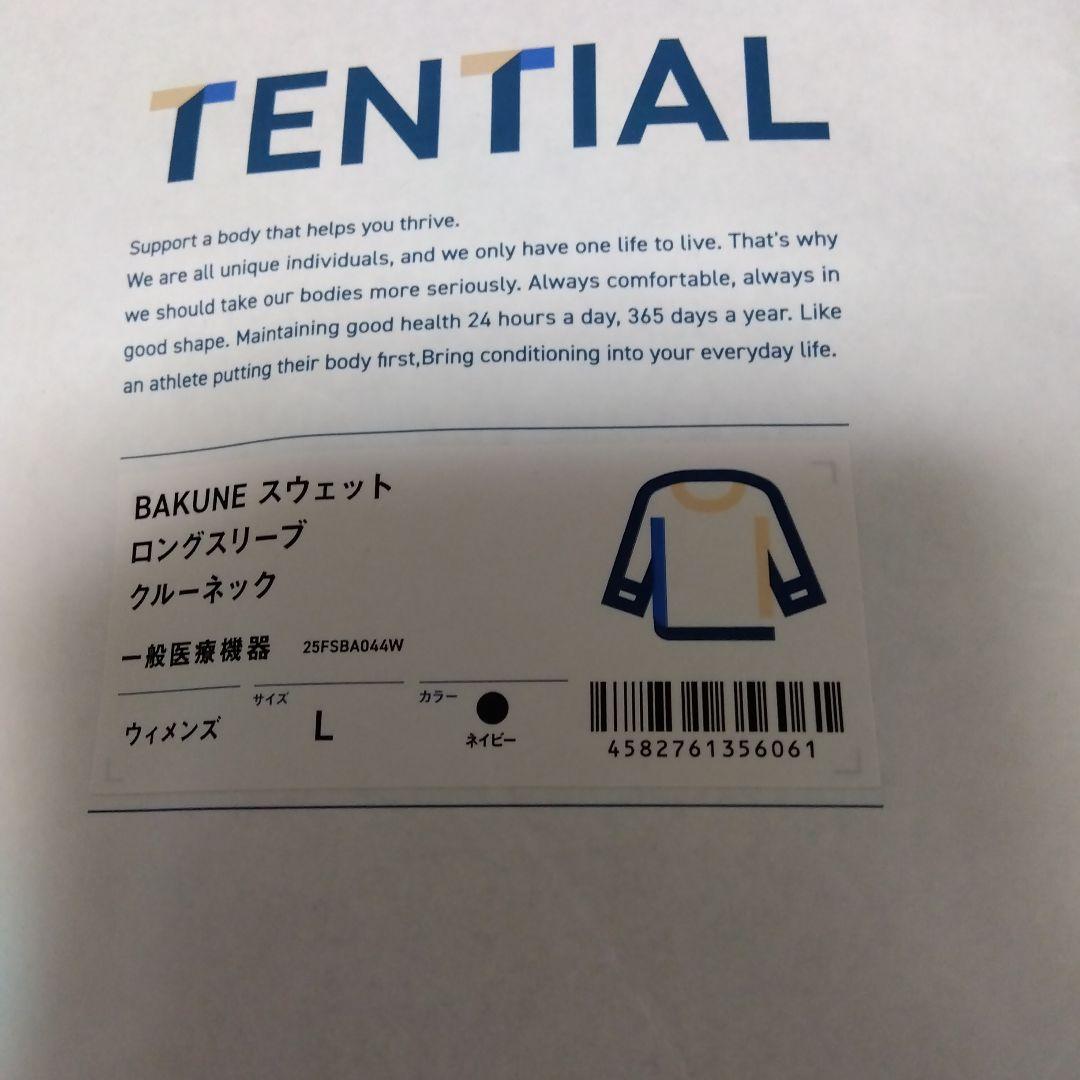 TENTIAL
Support a body that helps you thrive.
We are all unique individuals, and we only have one life to live. That's why
we should take our bodies more seriously. Always comfortable, always in
good shape. Maintaining good health 24 hours a day, 365 days a year. Like
an athlete putting their body first,Bring conditioning into your everyday life.
BAKUNE スウェット
ロングスリーブ
クルーネック
一般医療機器 25FSBA044W
ウィメンズ
サイズ
L
カラー
ネイビー
4582761356061